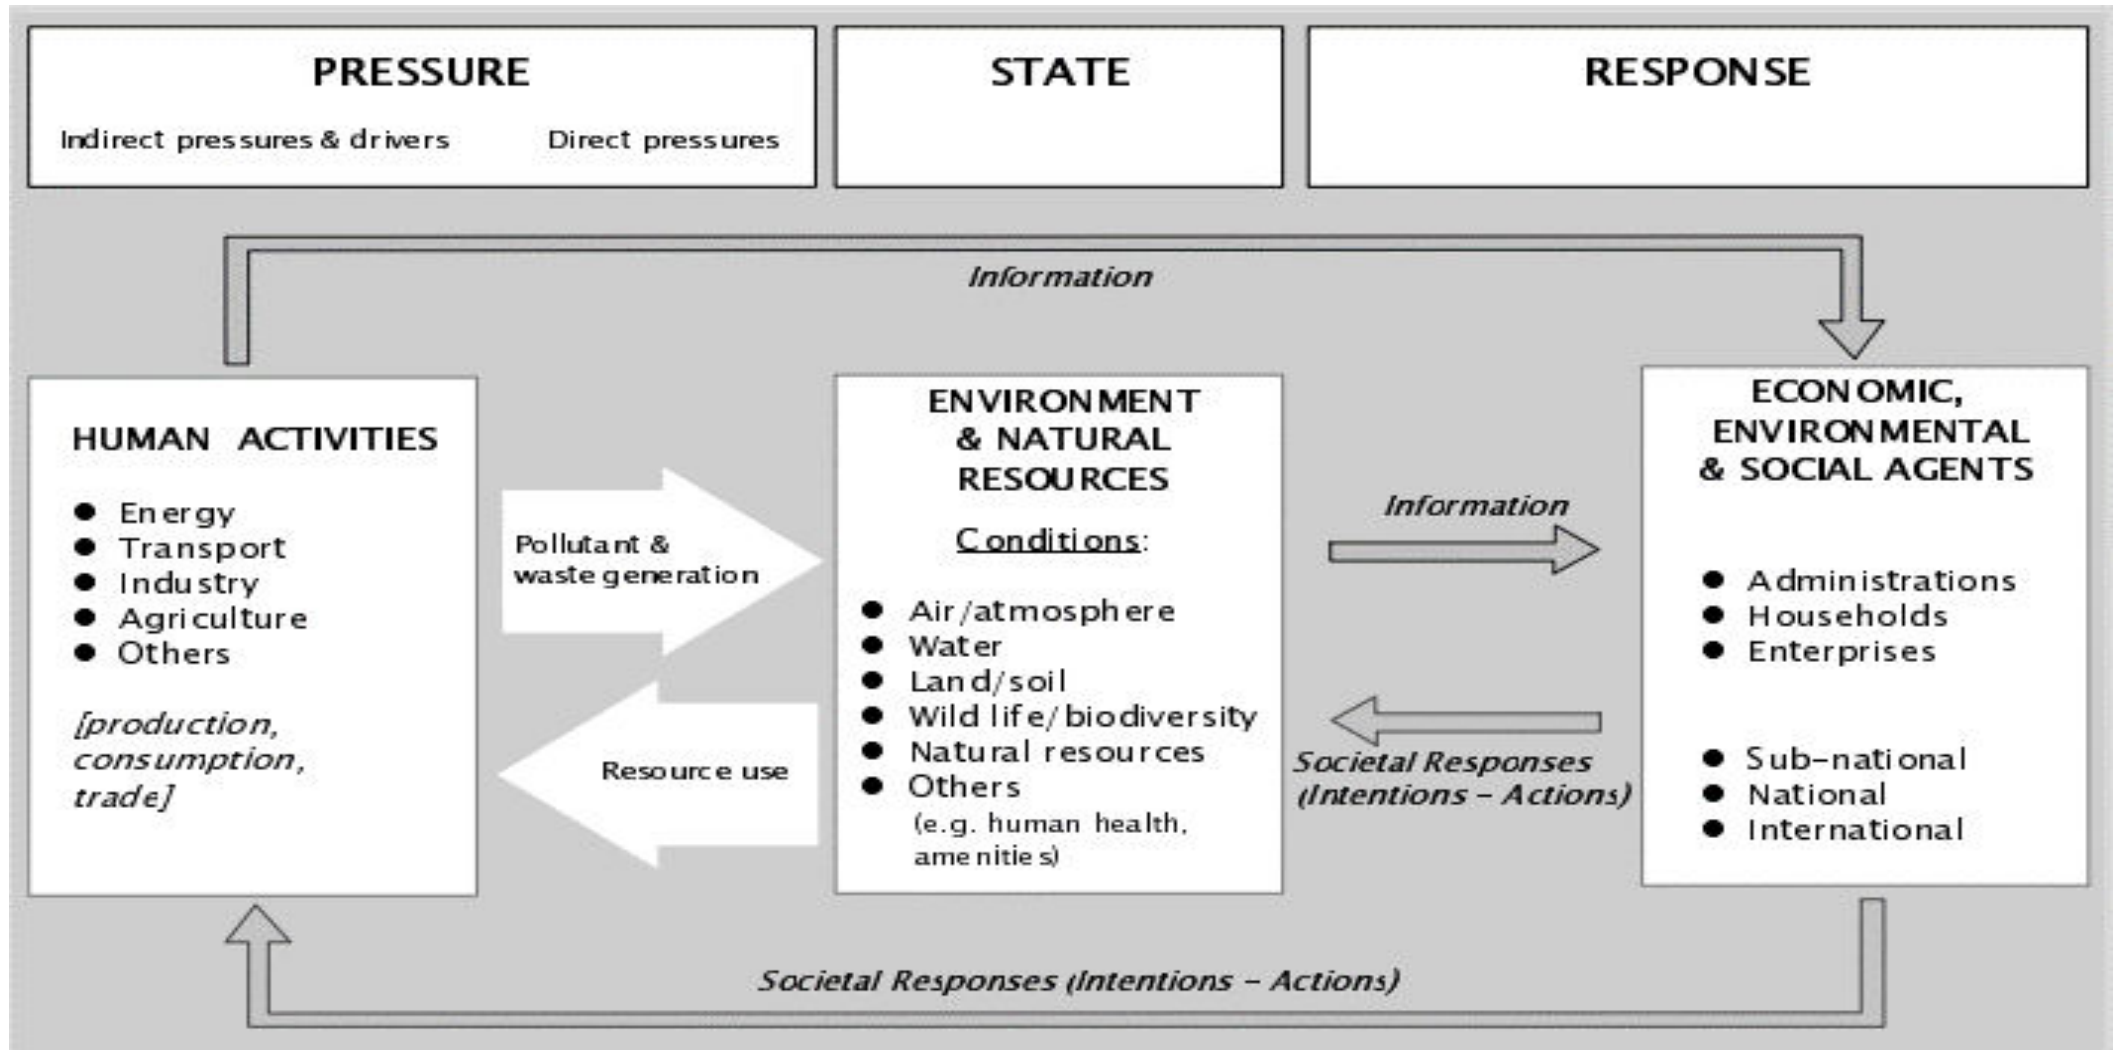 PRESSURE
Indirect pressures & drivers
Direct pressures
STATE
RESPONSE
Information
HUMAN ACTIVITIES
● Energy
● Transport
● Industry
● Agriculture
● Others
[production,
consumption,
trade]
Pollutant &
waste generation
Resource use
ENVIRONMENT
& NATURAL
RESOURCES
Conditions:
● Air/atmosphere
● Water
● Land/soil
● Wild life/biodiversity
● Natural resources
● Others
(e.g. human health,
amenities)
Information
Societal Responses
(Intentions – Actions)
ECONOMIC,
ENVIRONMENTAL
& SOCIAL AGENTS
● Administrations
● Households
● Enterprises
● Sub-national
● National
● International
Societal Responses (Intentions – Actions)